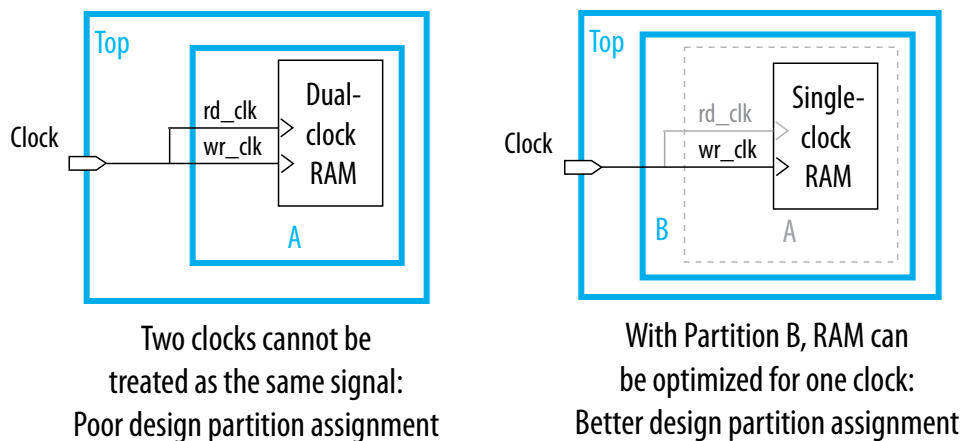 Top
Clock
rd_clk
wr_clk
Dual-
clock
RAM
A
Two clocks cannot be
treated as the same signal:
Poor design partition assignment
Top
Clock
rd_clk
wr_clk
Single-
clock
RAM
B
A
With Partition B, RAM can
be optimized for one clock:
Better design partition assignment